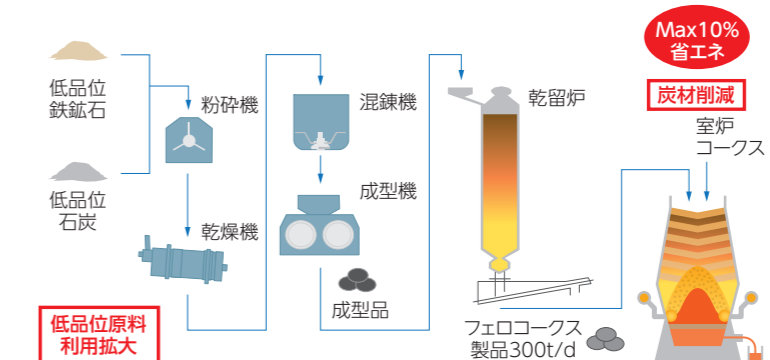 低品位
鉄鉱石
低品位
石炭
粉砕機
乾燥機
低品位原料
利用拡大
混錬機
成型機
成型品
乾留炉
フェロコークス
製品300t/d
Max10%
省エネ
炭材削減
室炉
コークス